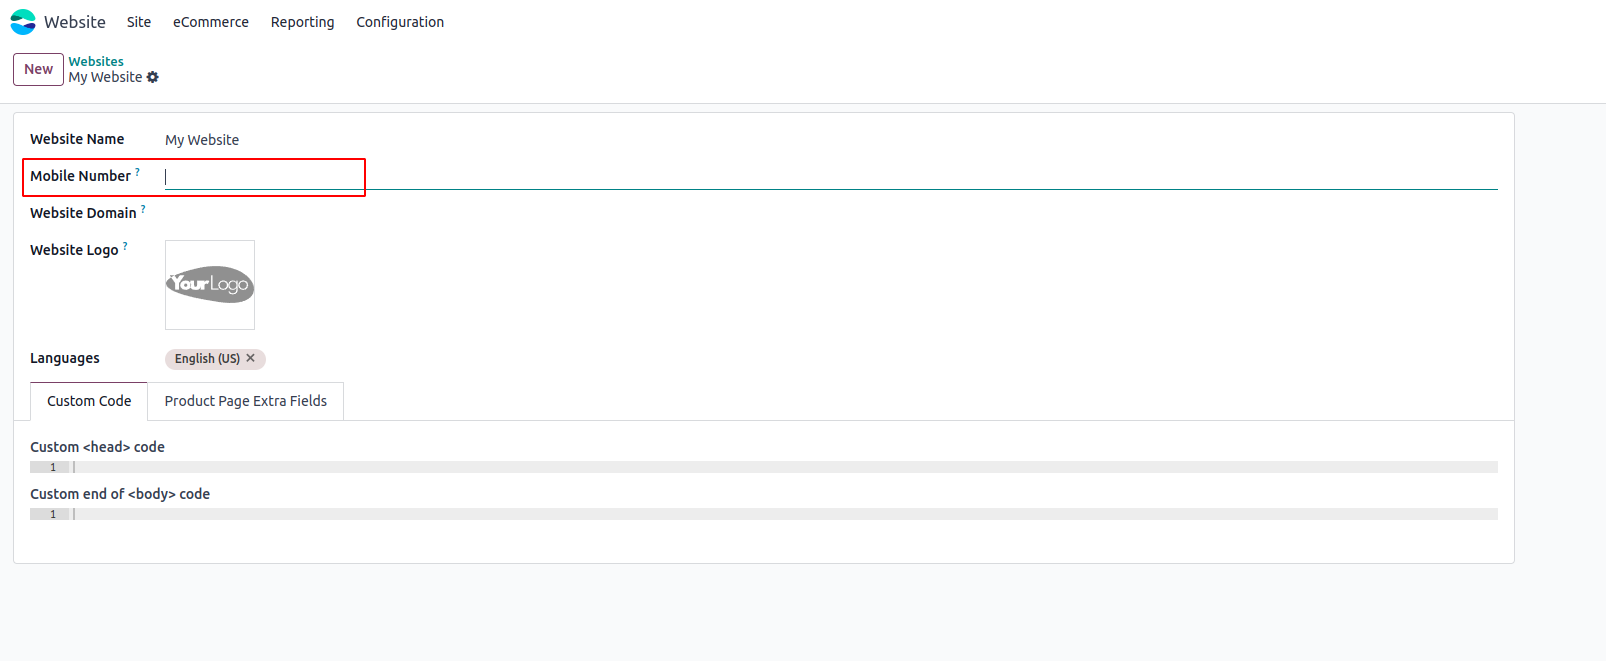 Website Site eCommerce Reporting Configuration
New
Websites
My Website
Website Name My Website
Mobile Number ?
Website Domain ?
Website Logo ?
YourLogo
Languages English (US) ✕
Custom Code Product Page Extra Fields
Custom <head> code
1
Custom end of <body> code
1